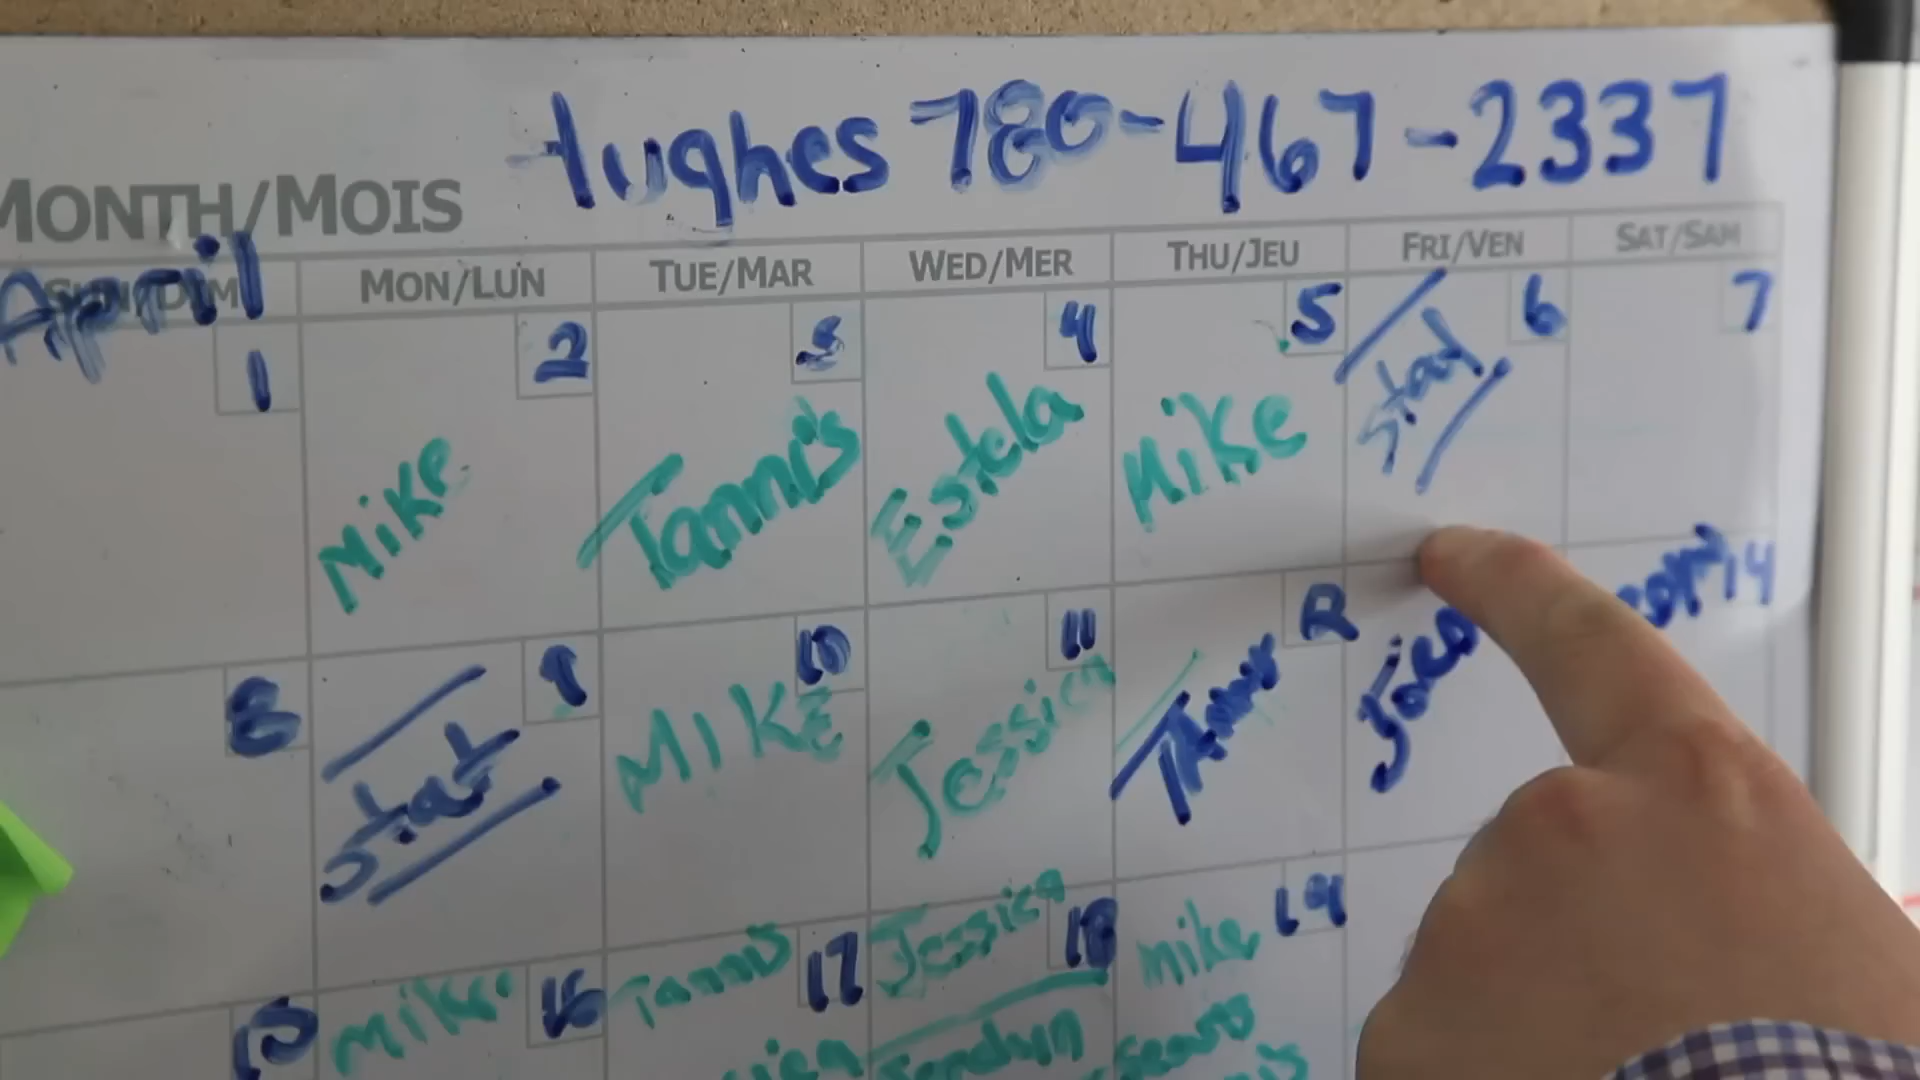 Hughes 780-467-2337
MONTH/MOIS
April
SUN/DIM MON/LUN TUE/MAR WED/MER THU/JEU FRI/VEN SAT/SAM
1 2 3 4 5 6 7
Mike Tannis Estela Mike Stat
8 9 10 11 12 14
Stat MIKE Jessica
15 16 17 18 19
Mike Tannis Jessica mike